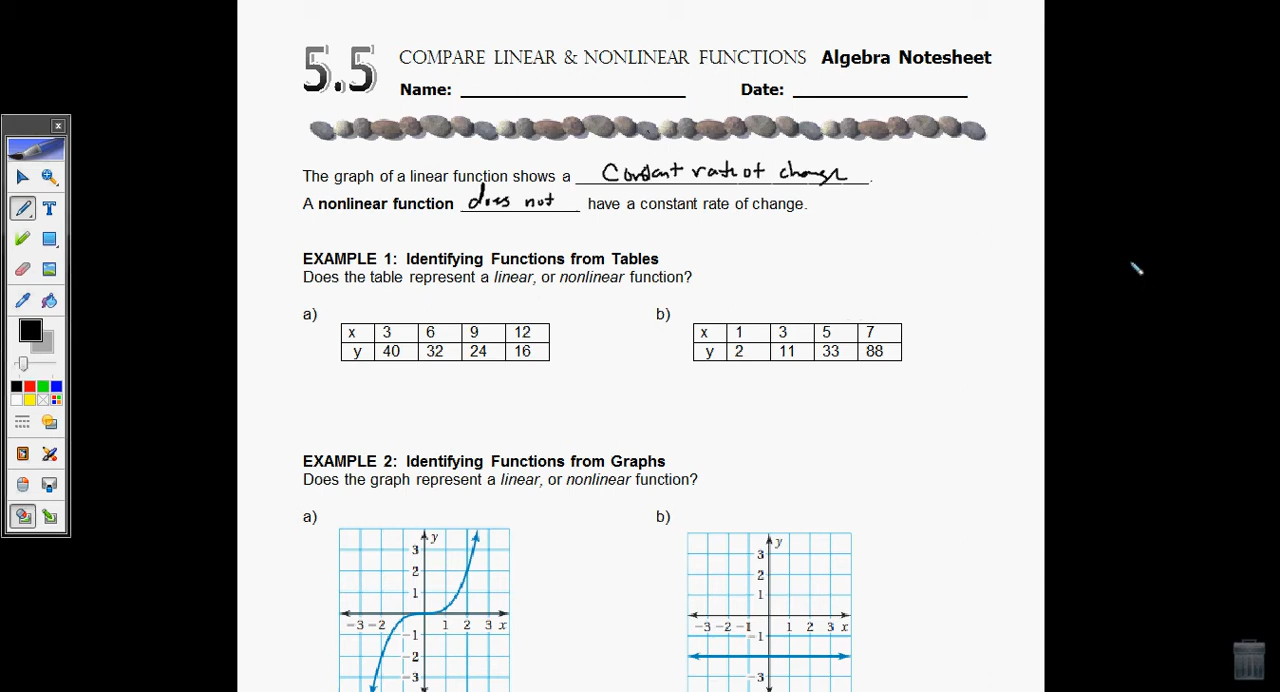 5.5 COMPARE LINEAR & NONLINEAR FUNCTIONS Algebra Notesheet
Name: Date:
The graph of a linear function shows a constant rate of change.
A nonlinear function does not have a constant rate of change.
EXAMPLE 1: Identifying Functions from Tables
Does the table represent a linear, or nonlinear function?
a) b)
x 3 6 9 12 x 1 3 5 7
y 40 32 24 16 y 2 11 33 88
EXAMPLE 2: Identifying Functions from Graphs
Does the graph represent a linear, or nonlinear function?
a) b)
y y
3 3
2 2
1 1
-3 -2 1 2 3 x -3 -2 -1 1 2 3 x
-1 -1
-2
-3 -3